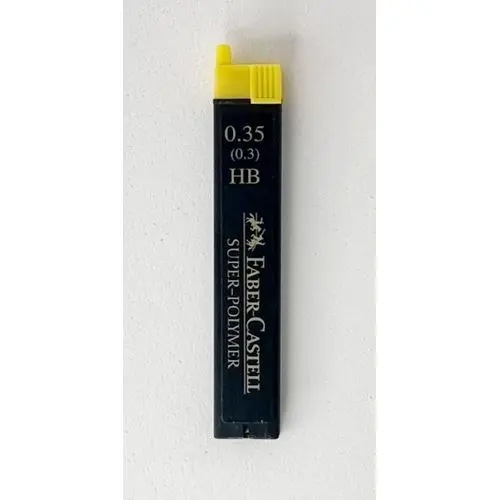 0.35
(0.3)
HB
FABER-CASTELL
SUPER-POLYMER